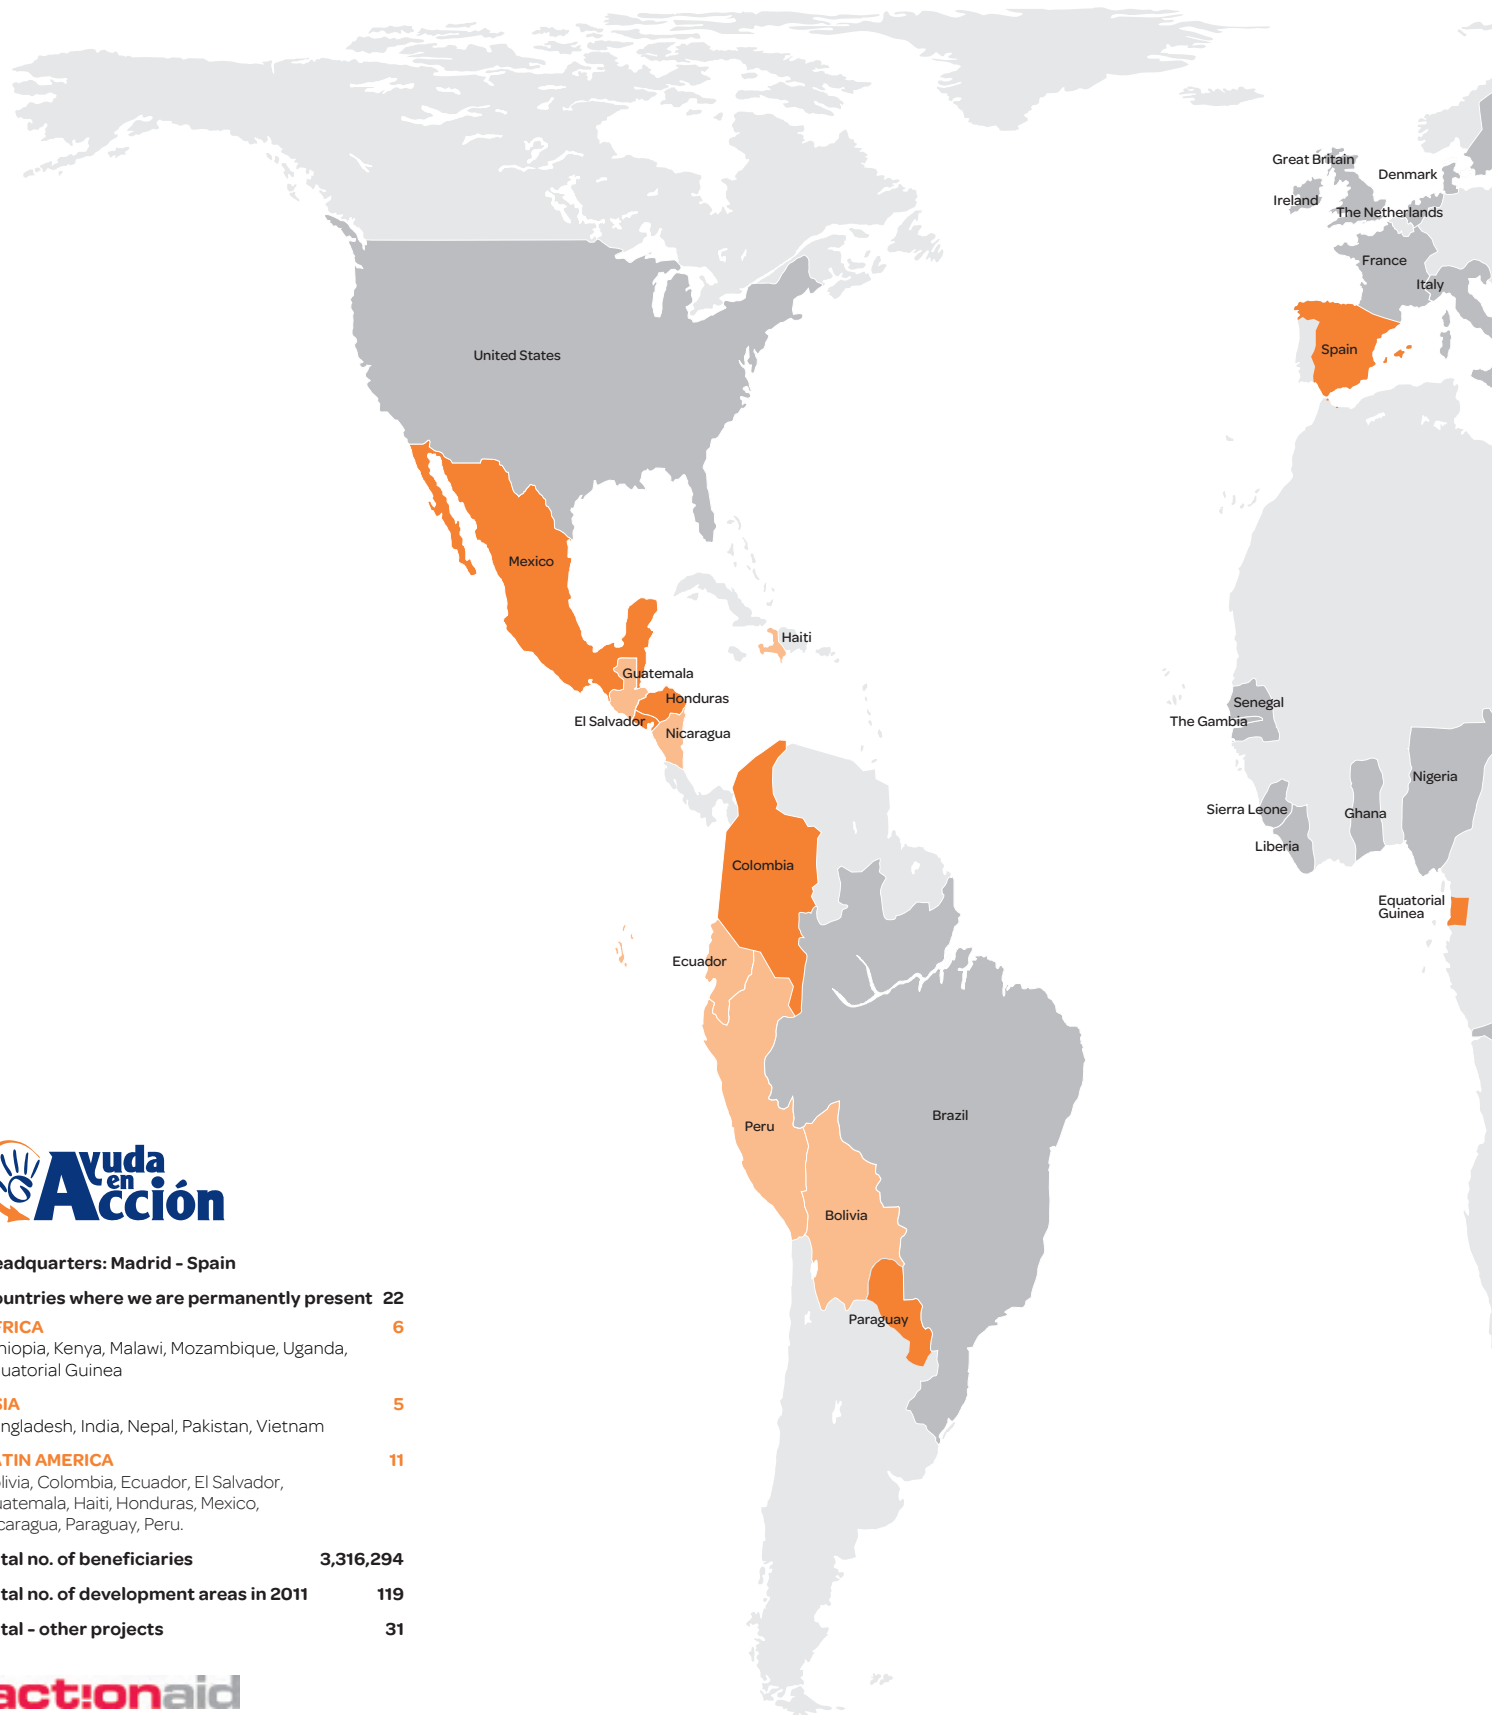 Great Britain
Denmark
Ireland
The Netherlands
France
Italy
United States
Spain
Mexico
Haiti
Guatemala
Honduras
El Salvador
Nicaragua
Senegal
The Gambia
Nigeria
Sierra Leone
Ghana
Liberia
Colombia
Equatorial
Guinea
Ecuador
Brazil
Peru
Bolivia
Paraguay
Ayuda
en
Acción
eadquarters: Madrid - Spain
ountries where we are permanently present 22
FRICA 6
hiopia, Kenya, Malawi, Mozambique, Uganda,
uatorial Guinea
SIA 5
ngladesh, India, Nepal, Pakistan, Vietnam
ATIN AMERICA 11
livia, Colombia, Ecuador, El Salvador,
uatemala, Haiti, Honduras, Mexico,
caragua, Paraguay, Peru.
tal no. of beneficiaries 3,316,294
tal no. of development areas in 2011 119
tal - other projects 31
act!onaid